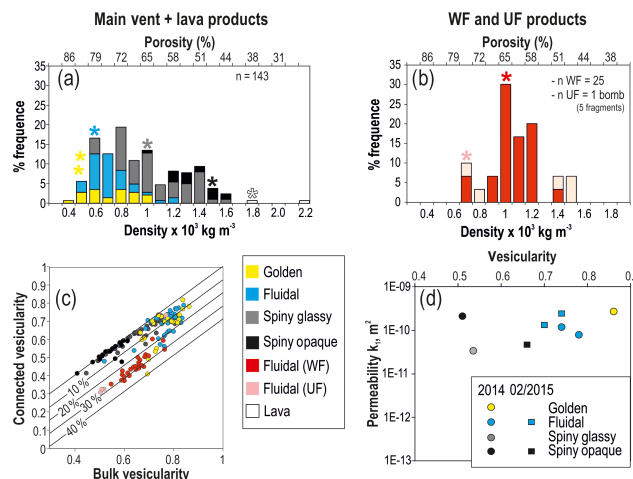 Main vent + lava products
WF and UF products
Porosity (%)
86 79 72 65 58 51 44 38 31
(a)
n = 143
% frequence
35
30
25
20
15
10
5
0
0.4 0.6 0.8 1 1.2 1.4 1.6 1.8 2 2.2
Density x 10³ kg m⁻³
Porosity (%)
86 79 72 65 58 51 44 38 31
(b)
- n WF = 25
- n UF = 1 bomb
(5 fragments)
% frequence
35
30
25
20
15
10
5
0
0.4 0.6 0.8 1 1.2 1.4 1.6 1.8
Density x 10³ kg m⁻³
(c)
Connected vesicularity
1
0.9
0.8
0.7
0.6
0.5
0.4
0.3
0.2
0.1
0
10 %
20 %
30 %
40 %
0.4 0.6 0.8 1
Bulk vesicularity
Golden
Fluidal
Spiny glassy
Spiny opaque
Fluidal (WF)
Fluidal (UF)
Lava
Vesicularity
0.4 0.5 0.6 0.7 0.8 0.
(d)
Permeability k₁, m²
1E-09
1E-10
1E-11
1E-12
1E-13
2014 02/2015
Golden
Fluidal
Spiny glassy
Spiny opaque